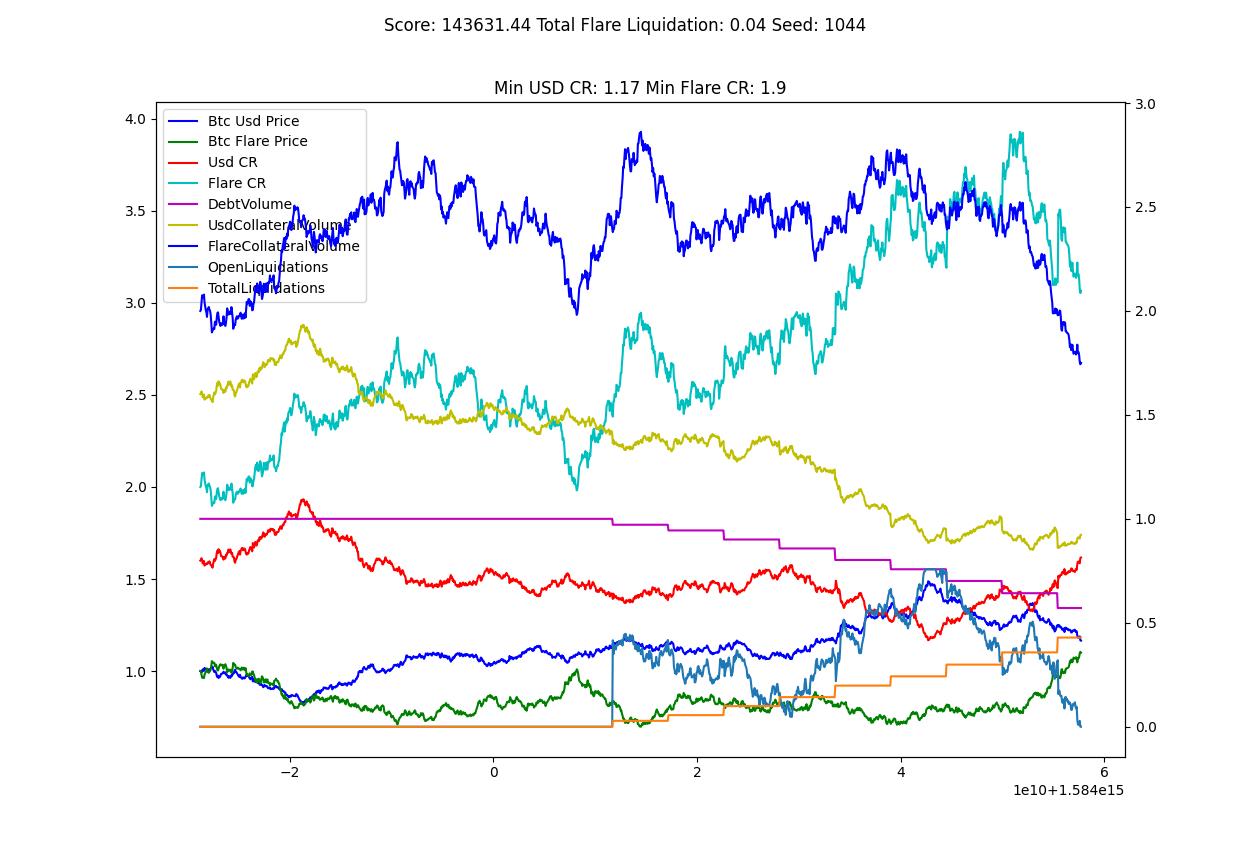 Score: 143631.44 Total Flare Liquidation: 0.04 Seed: 1044
Min USD CR: 1.17 Min Flare CR: 1.9
Btc Usd Price
Btc Flare Price
Usd CR
Flare CR
DebtVolume
UsdCollateralVolume
FlareCollateralVolume
OpenLiquidations
TotalLiquidations
4.0
3.5
3.0
2.5
2.0
1.5
1.0
3.0
2.5
2.0
1.5
1.0
0.5
0.0
−2
0
2
4
6
1e10+1.584e15